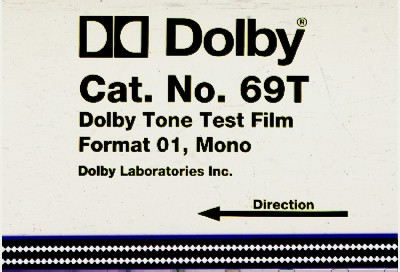 Dolby®
Cat. No. 69T
Dolby Tone Test Film
Format 01, Mono
Dolby Laboratories Inc.
Direction